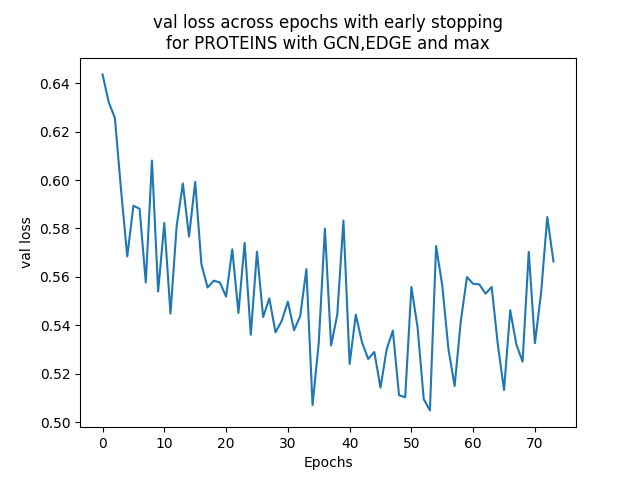 val loss across epochs with early stopping
for PROTEINS with GCN,EDGE and max
val loss
0.64
0.62
0.60
0.58
0.56
0.54
0.52
0.50
0 10 20 30 40 50 60 70
Epochs